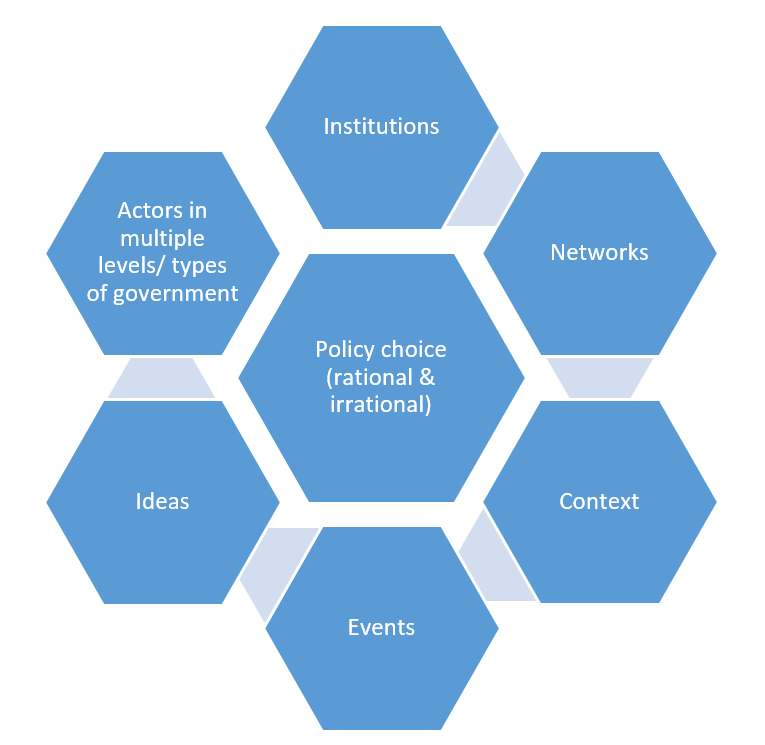 Institutions
Actors in
multiple
levels/ types
of government
Networks
Policy choice
(rational &
irrational)
Ideas
Context
Events